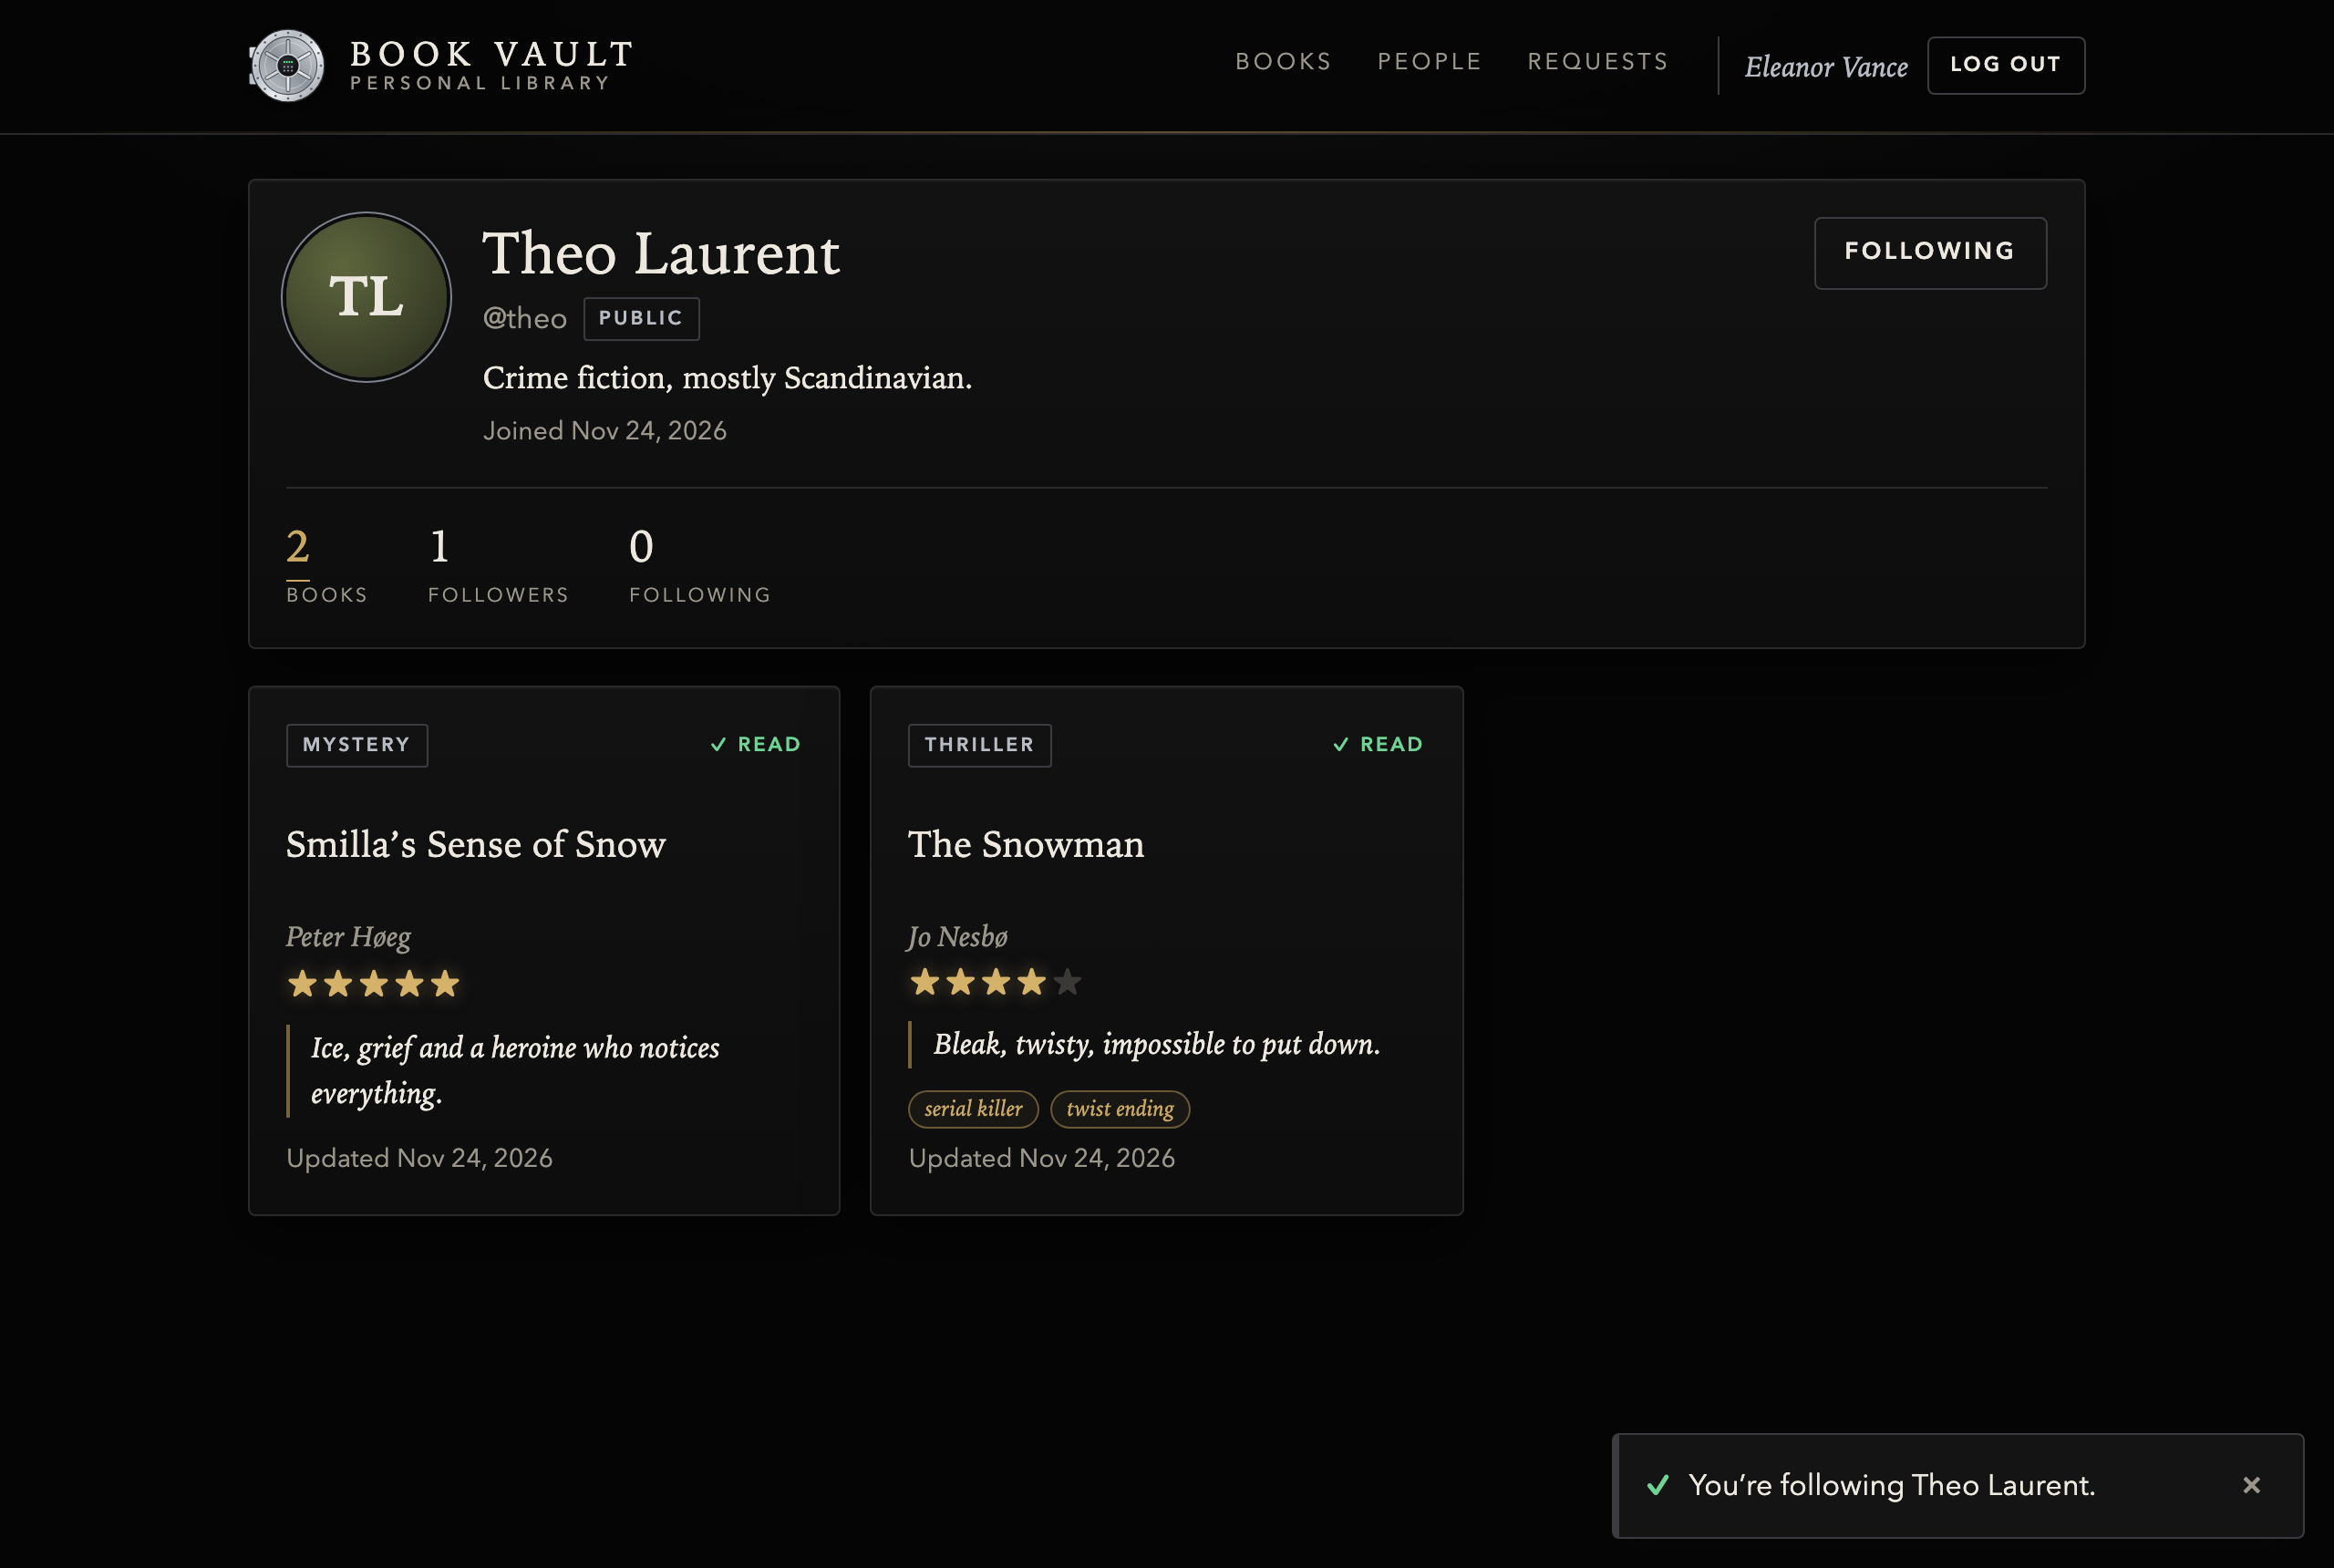 BOOK VAULT
PERSONAL LIBRARY
BOOKS PEOPLE REQUESTS Eleanor Vance LOG OUT
TL
Theo Laurent
FOLLOWING
@theo PUBLIC
Crime fiction, mostly Scandinavian.
Joined Nov 24, 2026
2 1 0
BOOKS FOLLOWERS FOLLOWING
MYSTERY ✓ READ
Smilla’s Sense of Snow
Peter Høeg
★★★★★
Ice, grief and a heroine who notices
everything.
Updated Nov 24, 2026
THRILLER ✓ READ
The Snowman
Jo Nesbø
★★★★★
Bleak, twisty, impossible to put down.
serial killer twist ending
Updated Nov 24, 2026
✓ You’re following Theo Laurent. ×